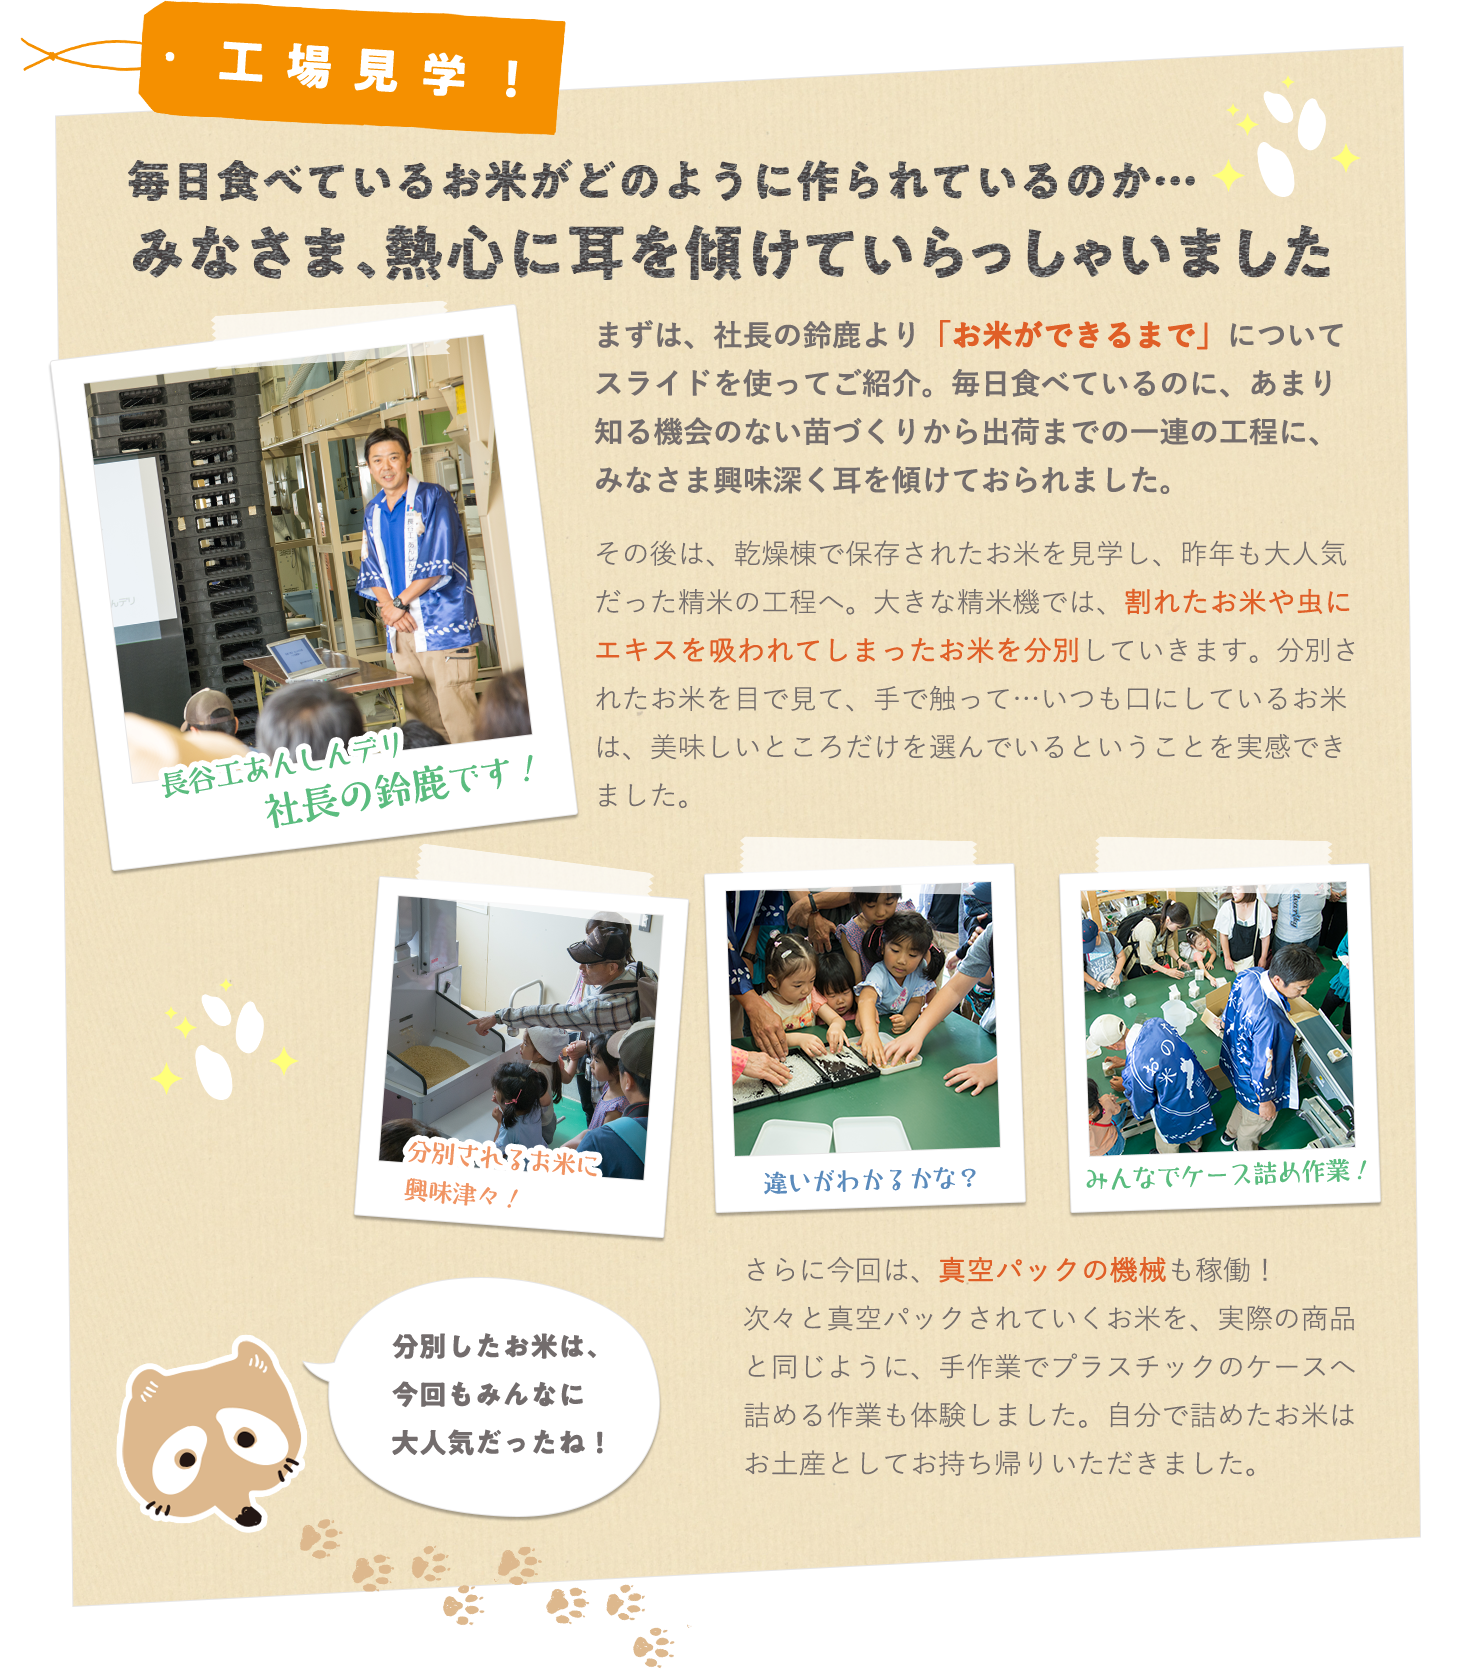 工場見学！
毎日食べているお米がどのように作られているのか…
みなさま、熱心に耳を傾けていらっしゃいました
まずは、社長の鈴鹿より「お米ができるまで」について
スライドを使ってご紹介。毎日食べているのに、あまり
知る機会のない苗づくりから出荷までの一連の工程に、
みなさま興味深く耳を傾けておられました。
その後は、乾燥棟で保存されたお米を見学し、昨年も大人気
だった精米の工程へ。大きな精米機では、割れたお米や虫に
エキスを吸われてしまったお米を分別していきます。分別さ
れたお米を目で見て、手で触って…いつも口にしているお米
は、美味しいところだけを選んでいるということを実感でき
ました。
長谷工あんしんデリ
社長の鈴鹿です！
分別されるお米に
興味津々！
違いがわかるかな？
みんなでケース詰め作業！
さらに今回は、真空パックの機械も稼働！
次々と真空パックされていくお米を、実際の商品
と同じように、手作業でプラスチックのケースへ
詰める作業も体験しました。自分で詰めたお米は
お土産としてお持ち帰りいただきました。
分別したお米は、
今回もみんなに
大人気だったね！